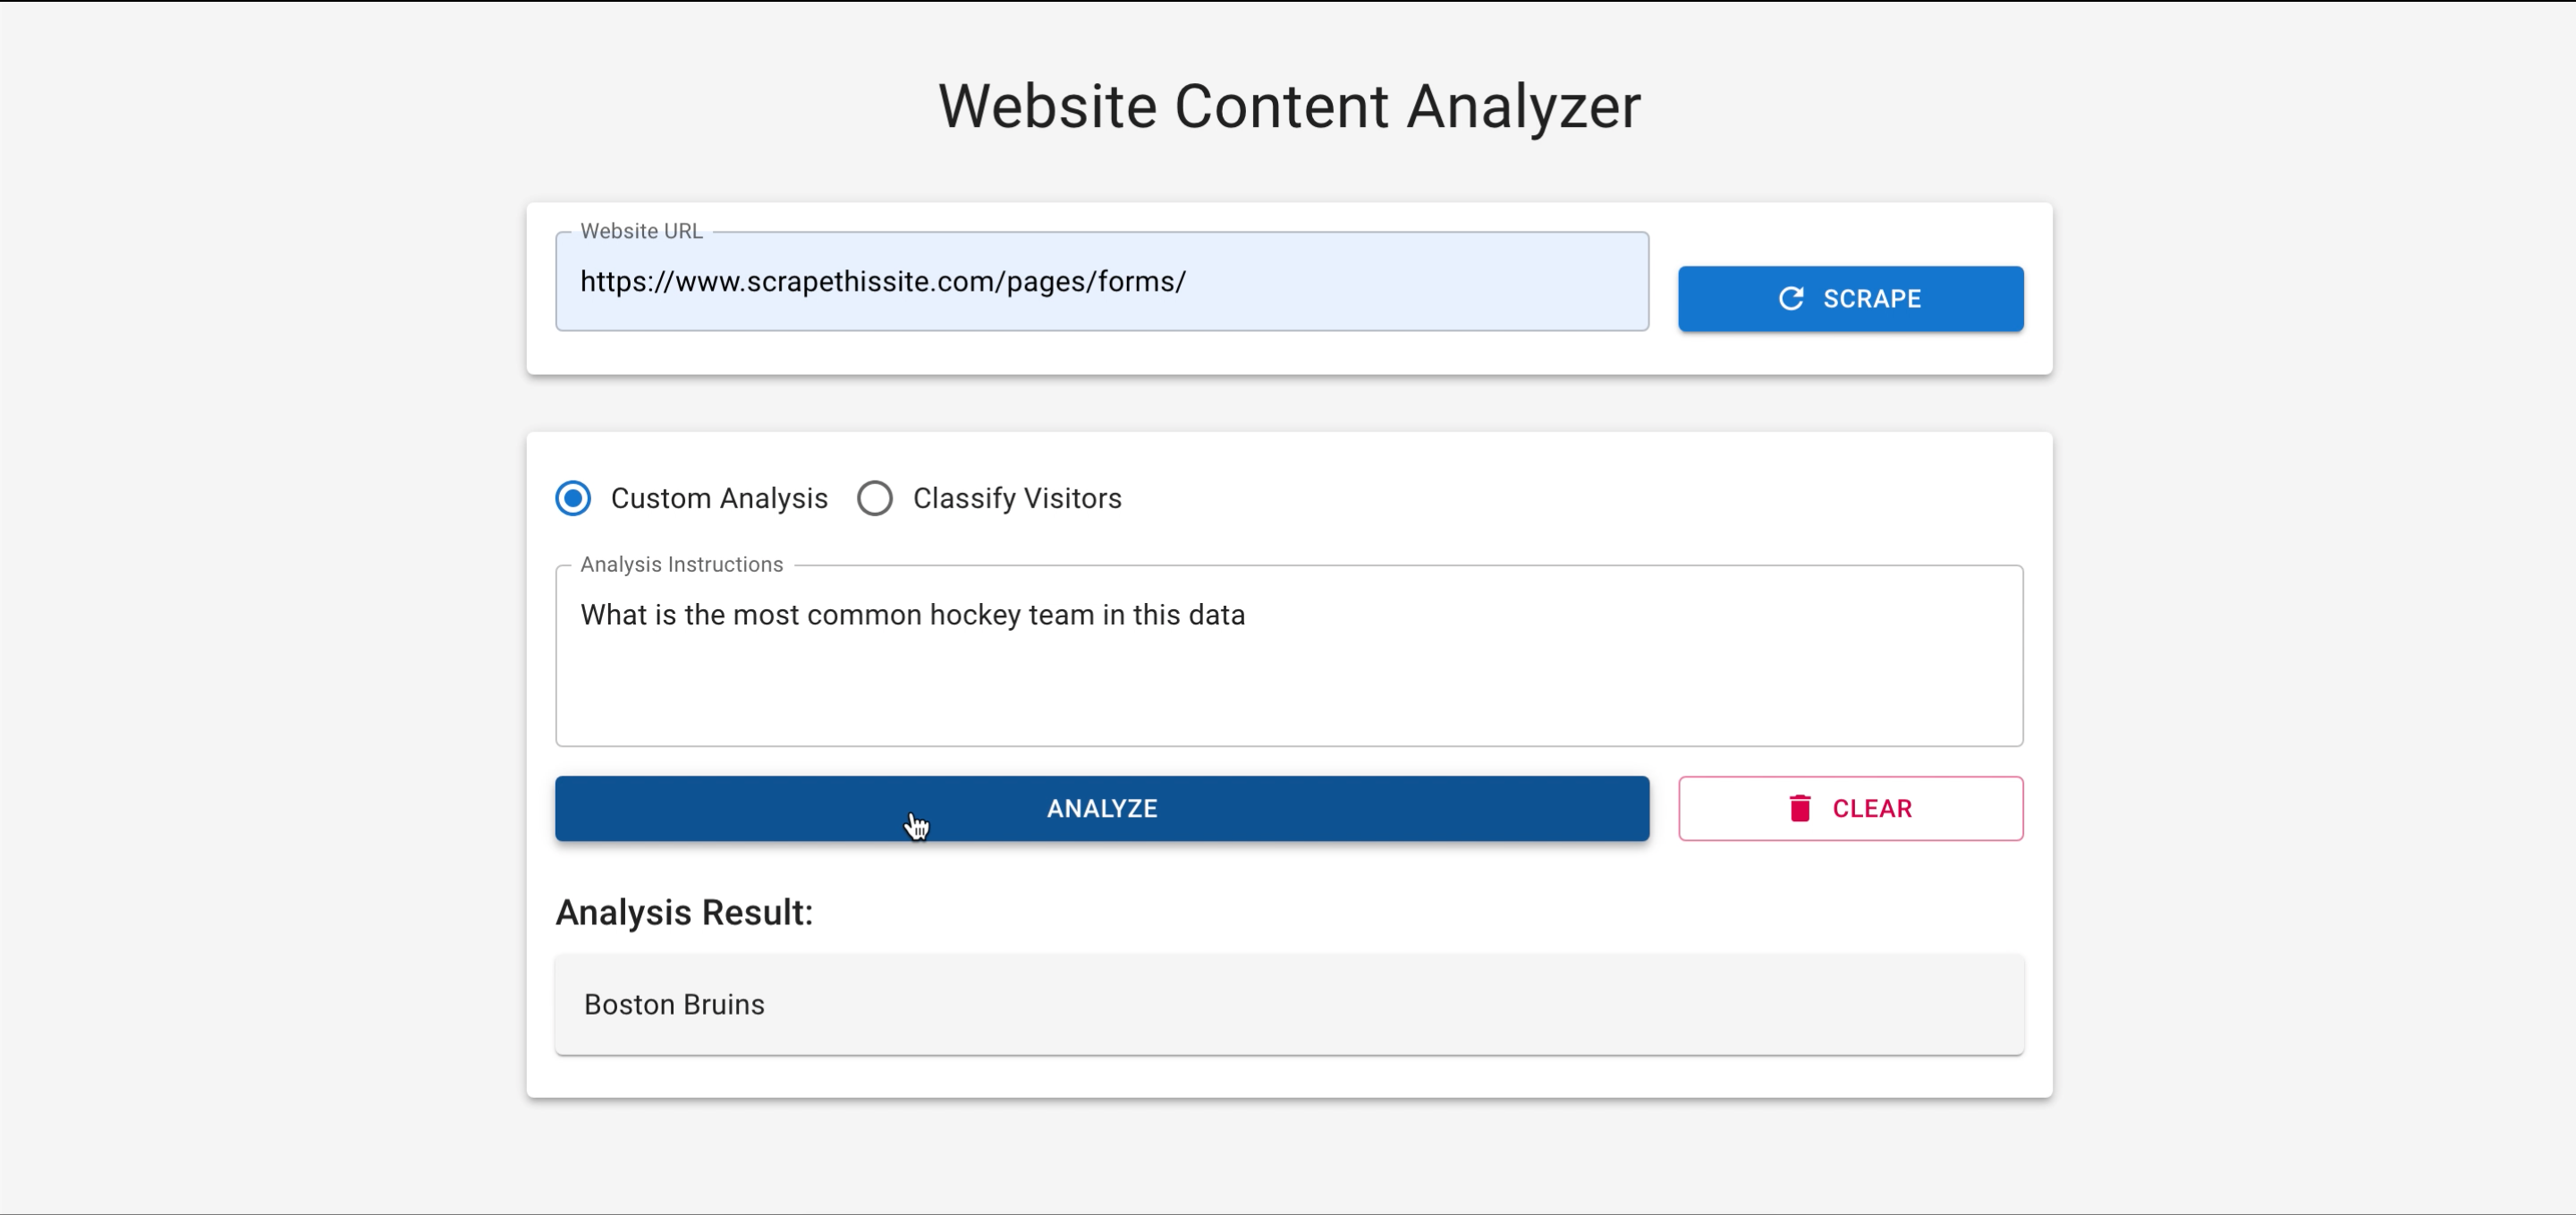 Website Content Analyzer
Website URL
https://www.scrapethissite.com/pages/forms/
SCRAPE
Custom Analysis
Classify Visitors
Analysis Instructions
What is the most common hockey team in this data
ANALYZE
CLEAR
Analysis Result:
Boston Bruins